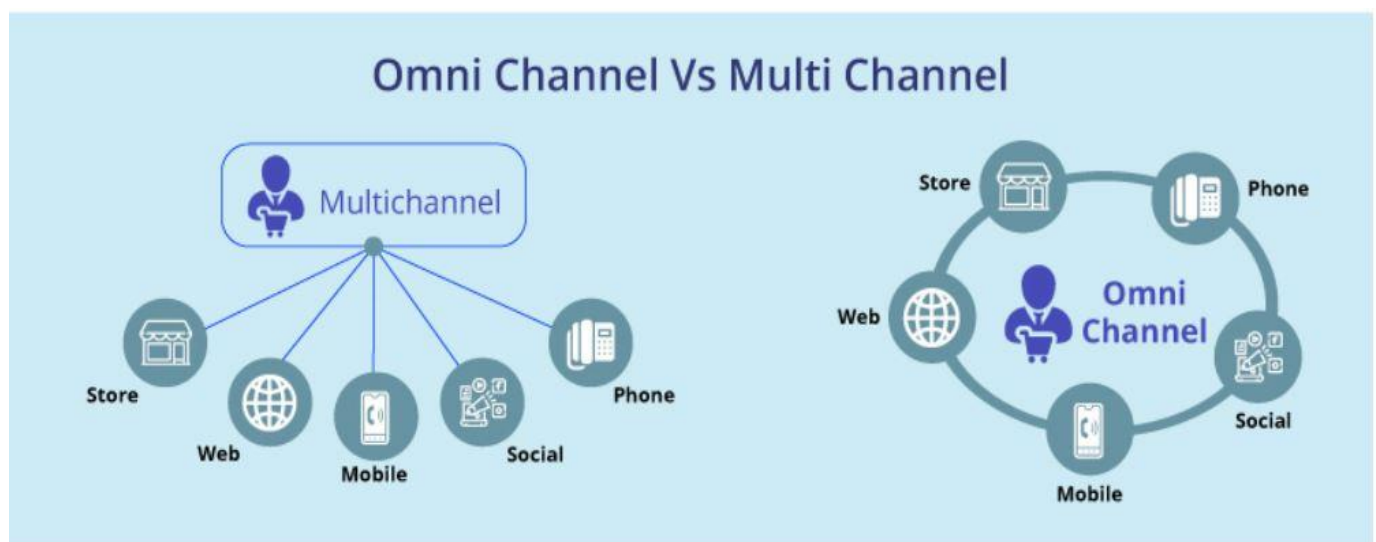 Omni Channel Vs Multi Channel
Multichannel
Store
Web
Mobile
Social
Phone
Store
Phone
Web
Omni
Channel
Social
Mobile